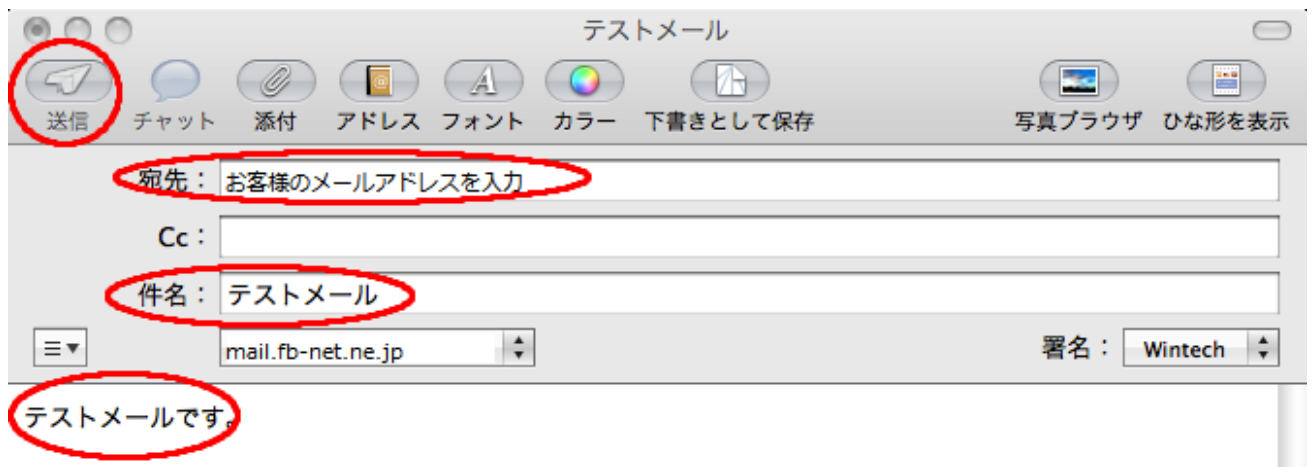 テストメール
送信 チャット 添付 アドレス フォント カラー 下書きとして保存 写真ブラウザ ひな形を表示
宛先： お客様のメールアドレスを入力
Cc：
件名： テストメール
mail.fb-net.ne.jp 署名： Wintech
テストメールです。